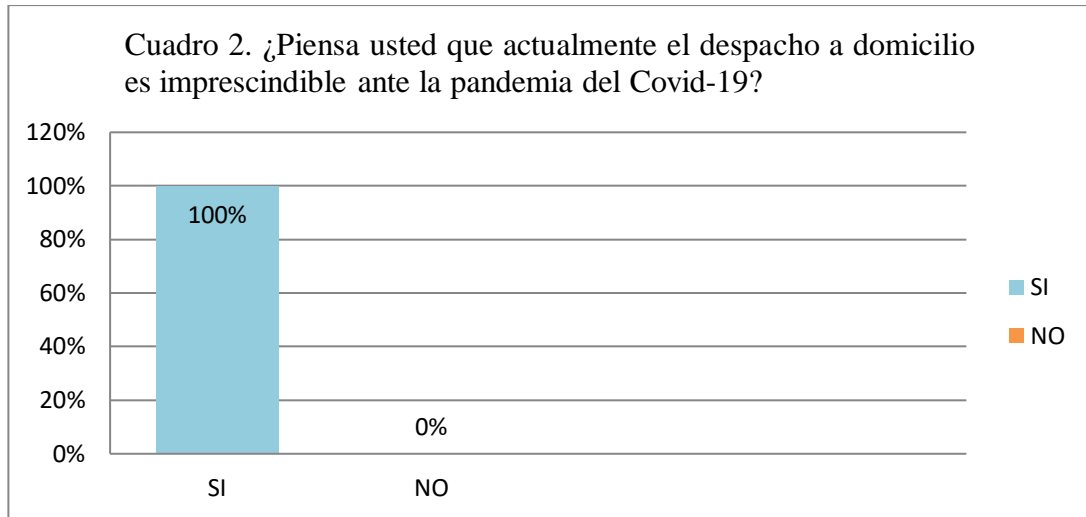 Cuadro 2. ¿Piensa usted que actualmente el despacho a domicilio
es imprescindible ante la pandemia del Covid-19?
120%
100%
80%
60%
40%
20%
0%
100%
0%
SI
NO
SI
NO